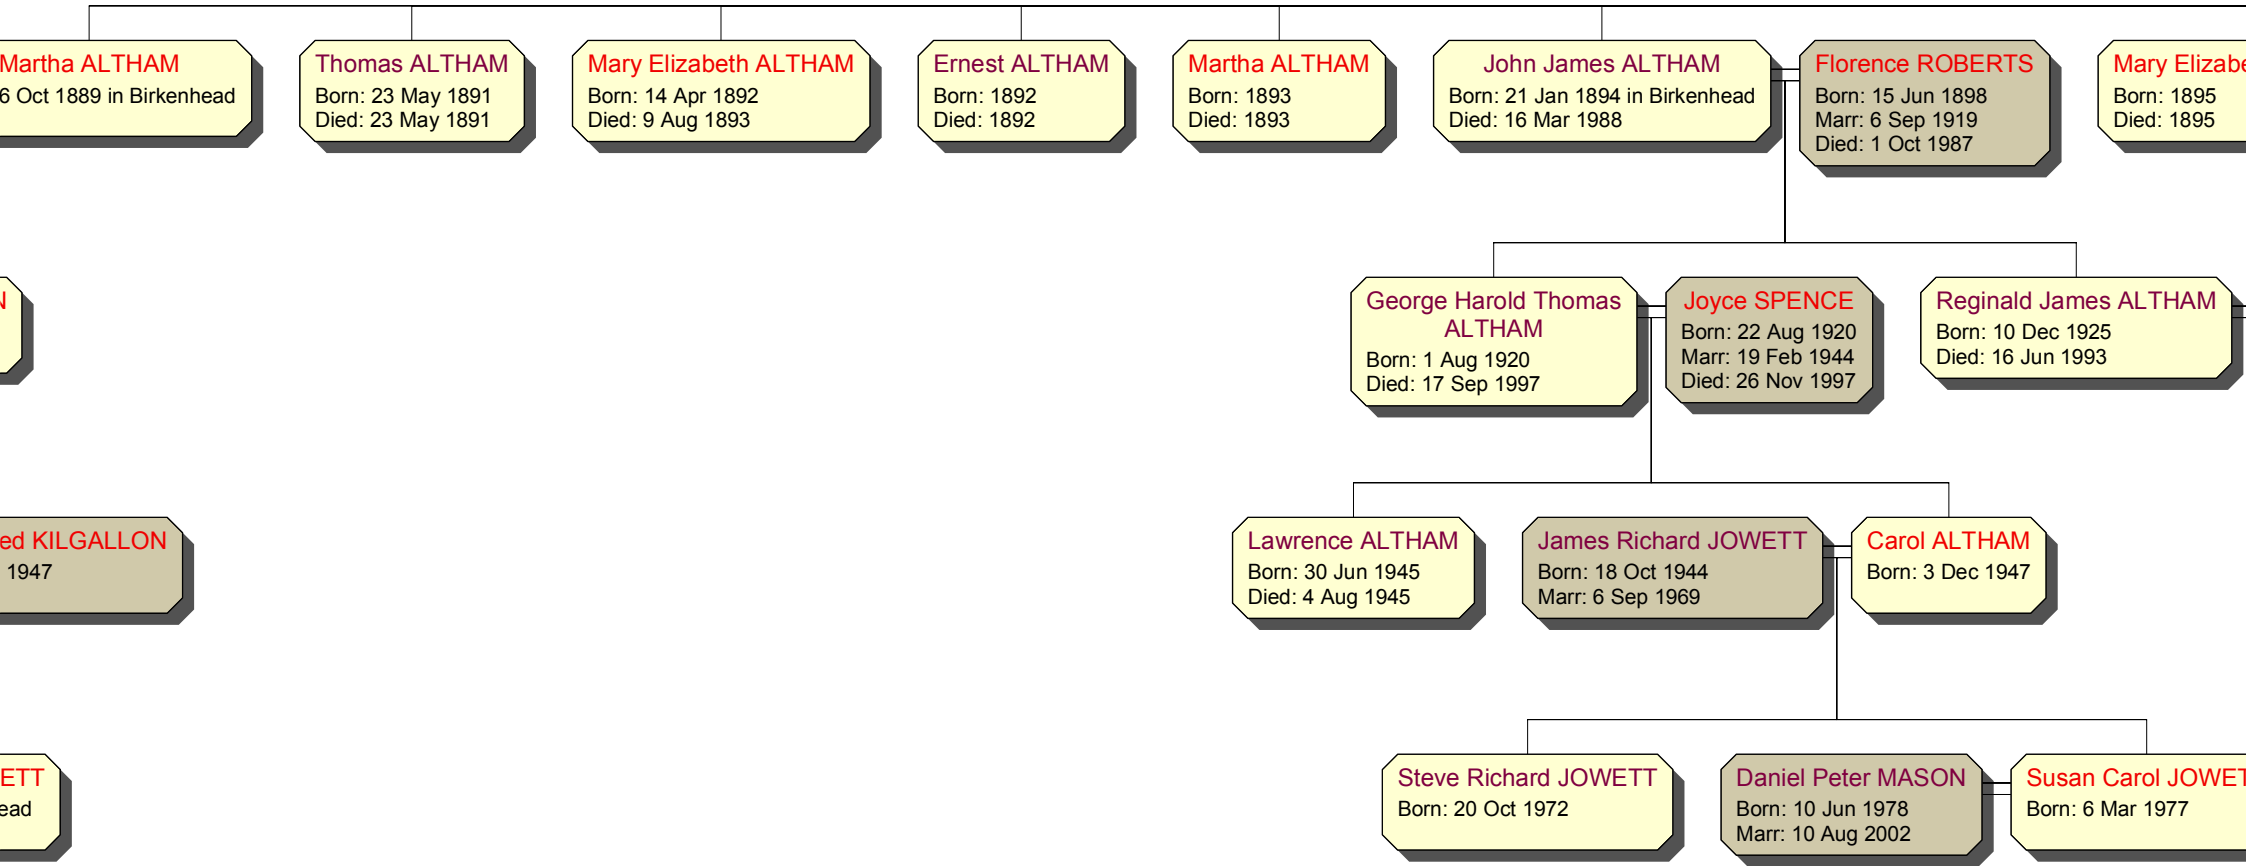 Martha ALTHAM
6 Oct 1889 in Birkenhead
Thomas ALTHAM
Born: 23 May 1891
Died: 23 May 1891
Mary Elizabeth ALTHAM
Born: 14 Apr 1892
Died: 9 Aug 1893
Ernest ALTHAM
Born: 1892
Died: 1892
Martha ALTHAM
Born: 1893
Died: 1893
John James ALTHAM
Born: 21 Jan 1894 in Birkenhead
Died: 16 Mar 1988
Florence ROBERTS
Born: 15 Jun 1898
Marr: 6 Sep 1919
Died: 1 Oct 1987
Mary Elizabe
Born: 1895
Died: 1895
N
George Harold Thomas
ALTHAM
Born: 1 Aug 1920
Died: 17 Sep 1997
Joyce SPENCE
Born: 22 Aug 1920
Marr: 19 Feb 1944
Died: 26 Nov 1997
Reginald James ALTHAM
Born: 10 Dec 1925
Died: 16 Jun 1993
ed KILGALLON
1947
Lawrence ALTHAM
Born: 30 Jun 1945
Died: 4 Aug 1945
James Richard JOWETT
Born: 18 Oct 1944
Marr: 6 Sep 1969
Carol ALTHAM
Born: 3 Dec 1947
ETT
ead
Steve Richard JOWETT
Born: 20 Oct 1972
Daniel Peter MASON
Born: 10 Jun 1978
Marr: 10 Aug 2002
Susan Carol JOWET
Born: 6 Mar 1977